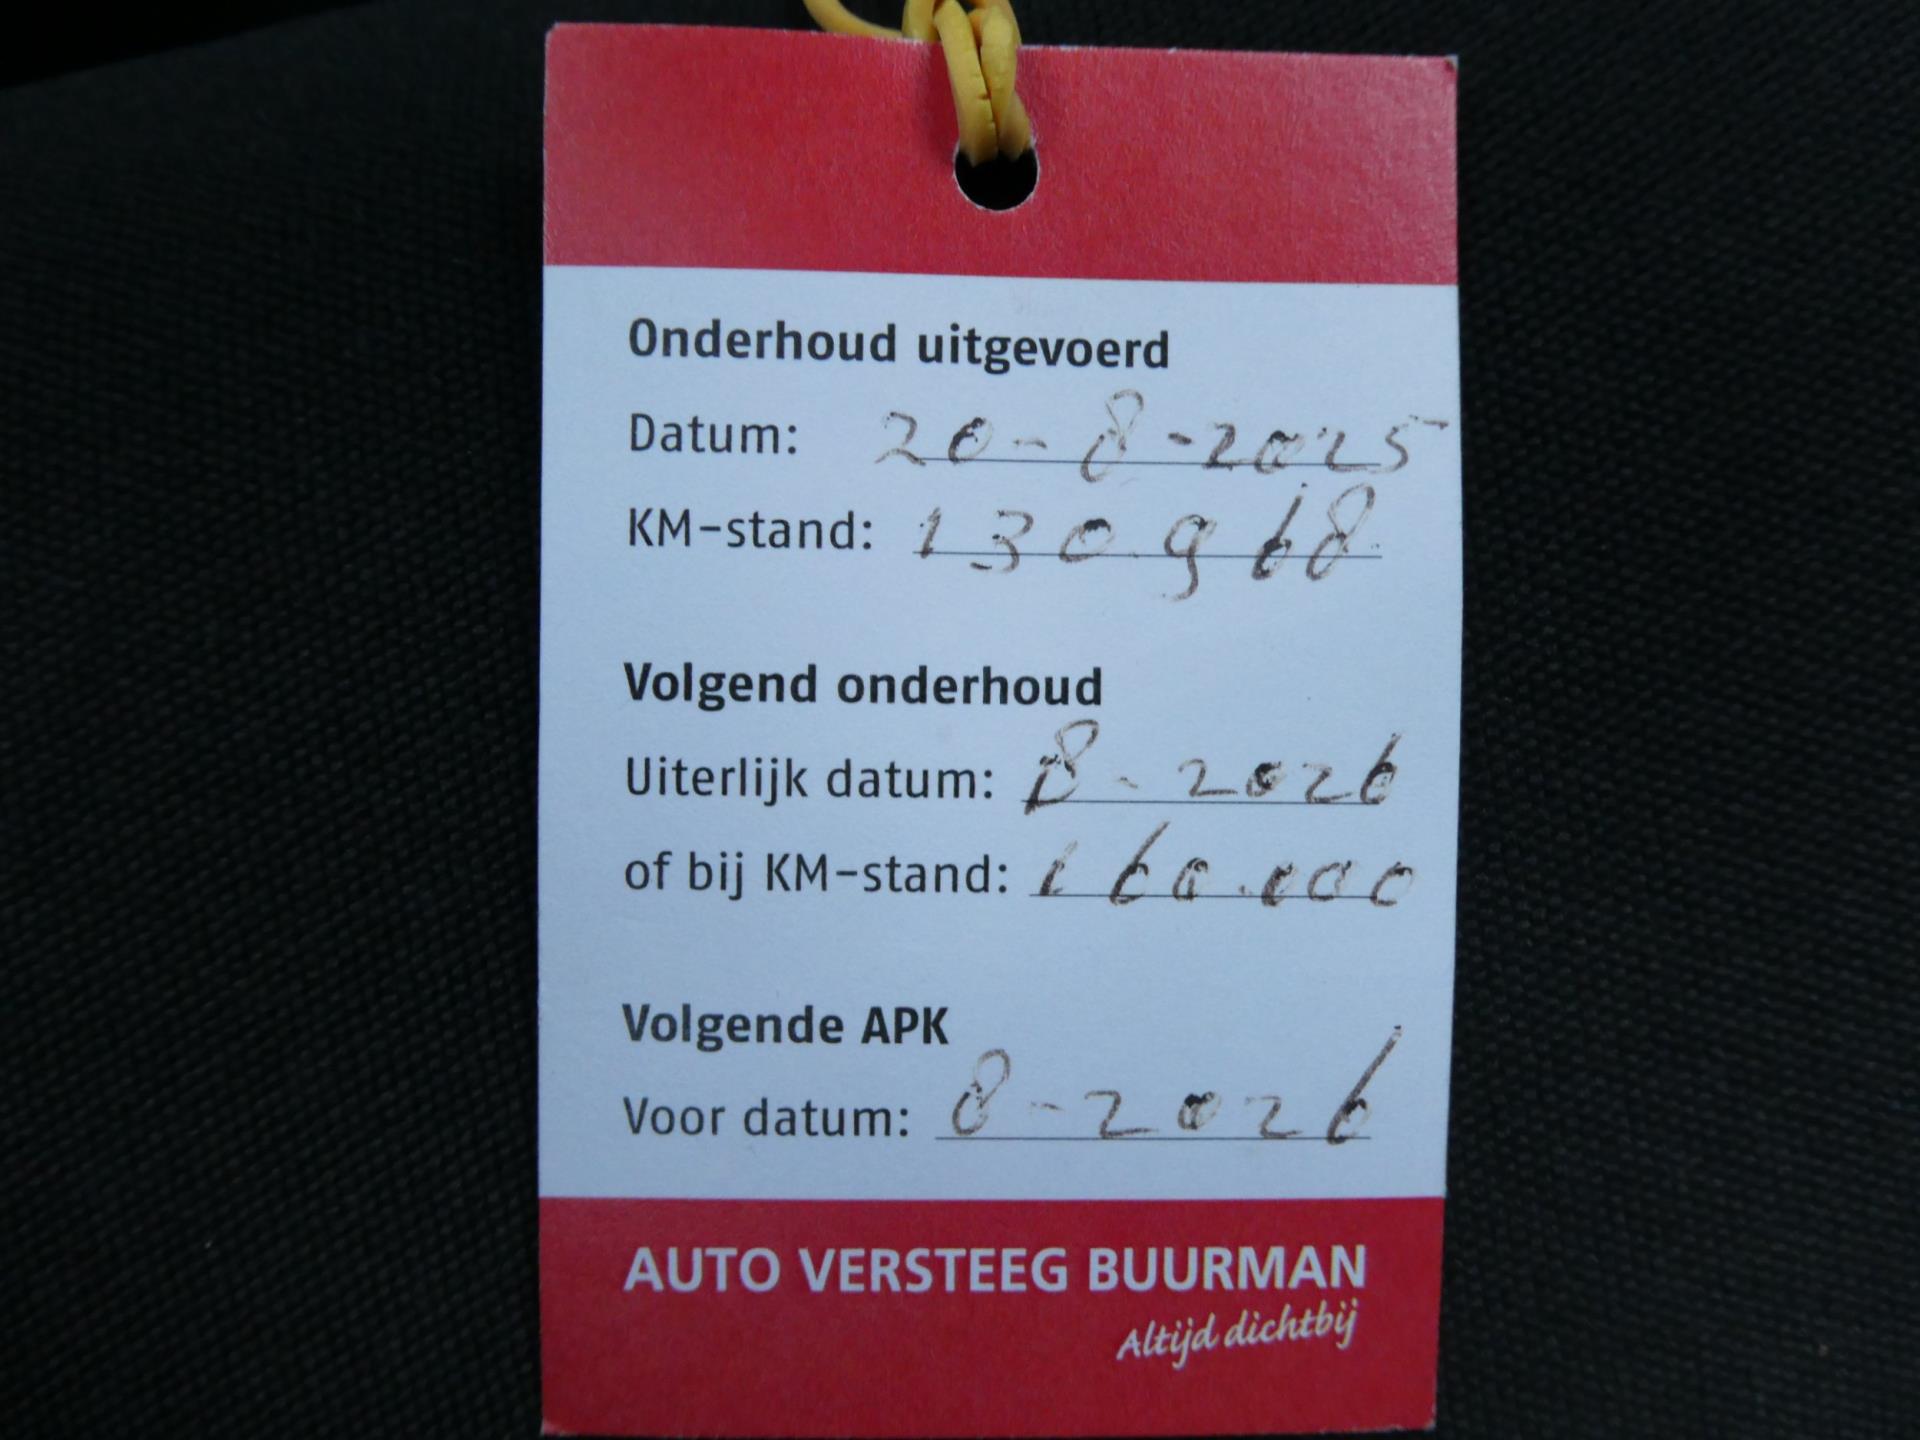 Onderhoud uitgevoerd
Datum: 20-8-2025
KM-stand: 130.968
Volgend onderhoud
Uiterlijk datum: 8-2026
of bij KM-stand: 160.000
Volgende APK
Voor datum: 8-2026
AUTO VERSTEEG BUURMAN
Altijd dichtbij